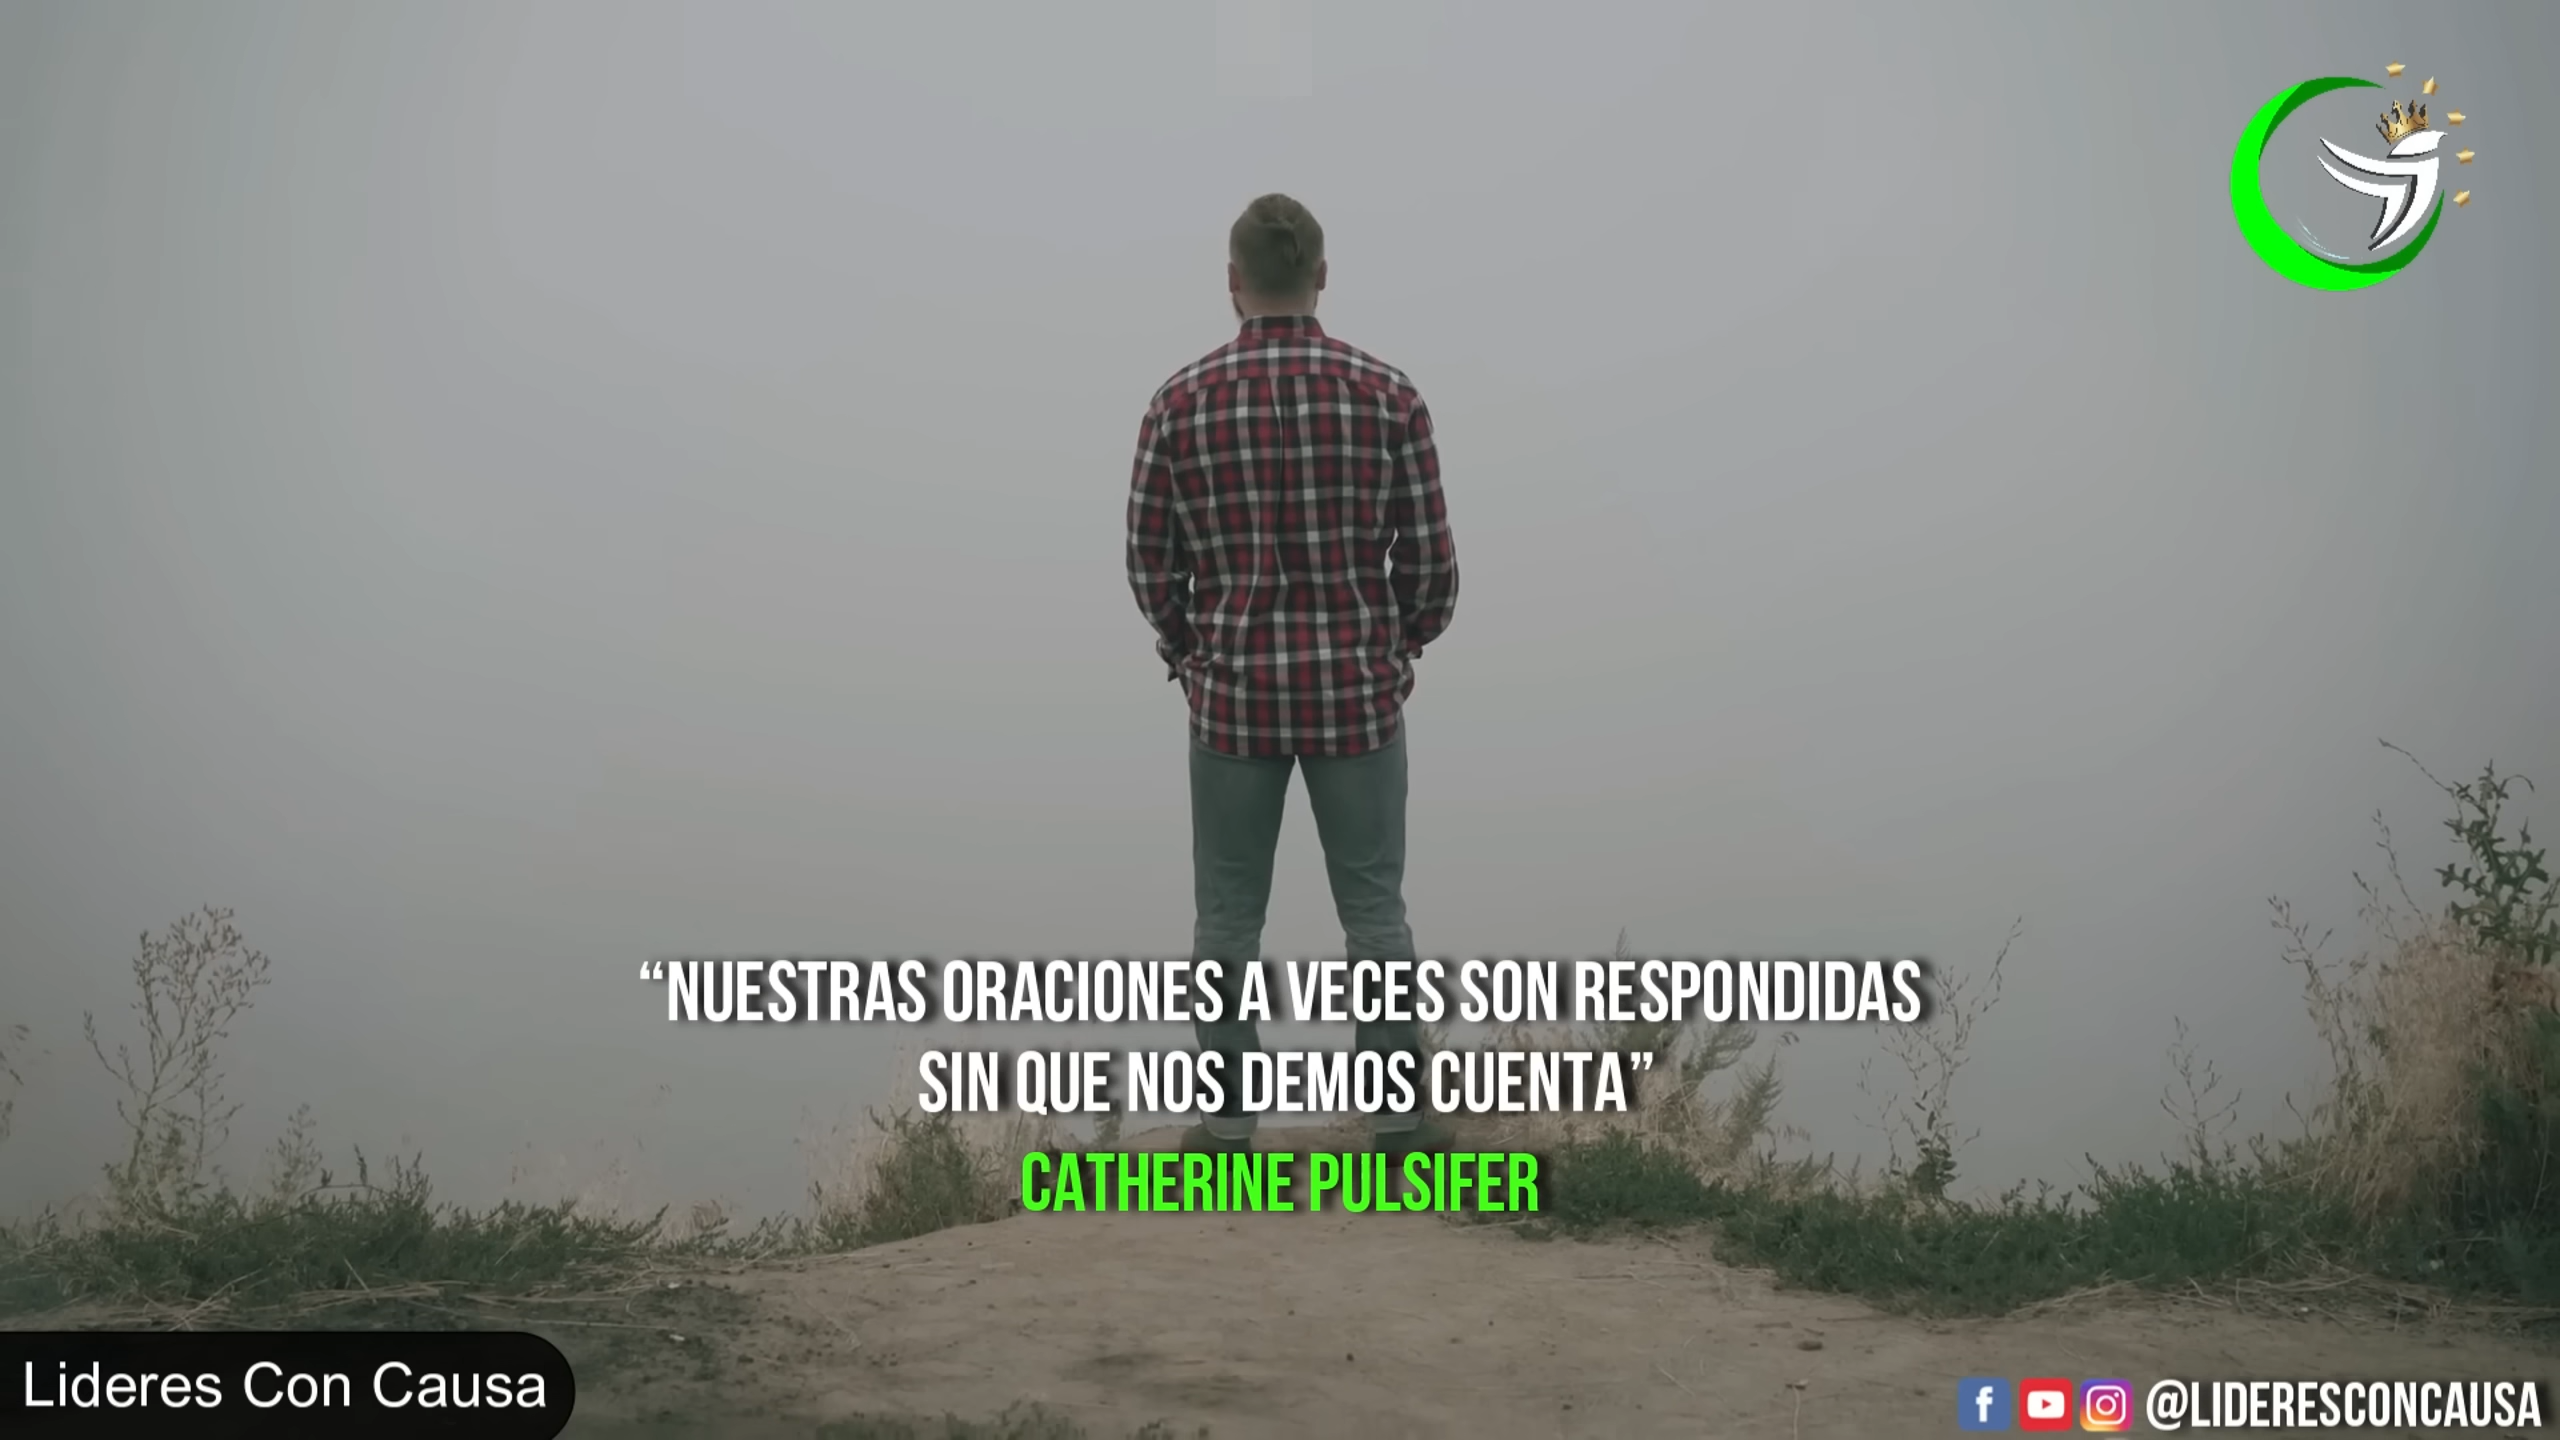 “NUESTRAS ORACIONES A VECES SON RESPONDIDAS
SIN QUE NOS DEMOS CUENTA”
CATHERINE PULSIFER
Lideres Con Causa
@LIDERESCONCAUSA